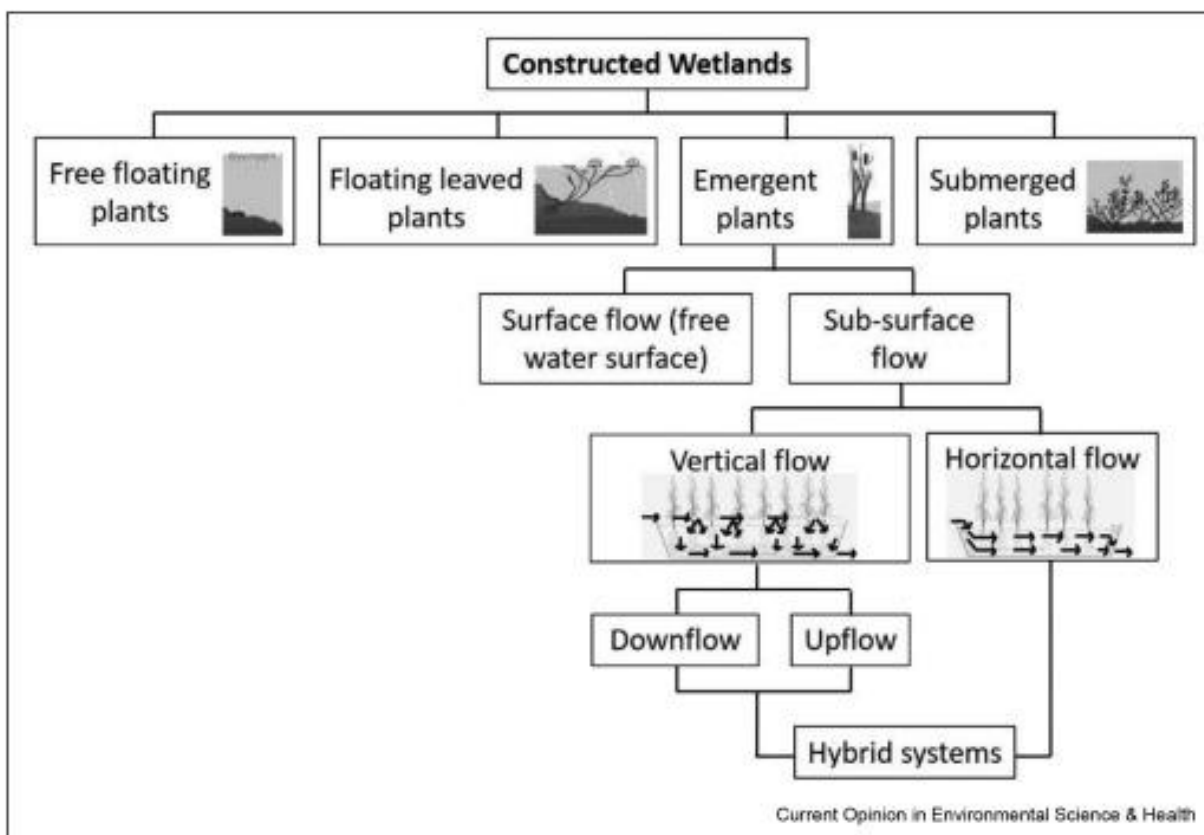 Constructed Wetlands
Free floating
plants
Floating leaved
plants
Emergent
plants
Submerged
plants
Surface flow (free
water surface)
Sub-surface
flow
Vertical flow
Horizontal flow
Downflow
Upflow
Hybrid systems
Current Opinion in Environmental Science & Health